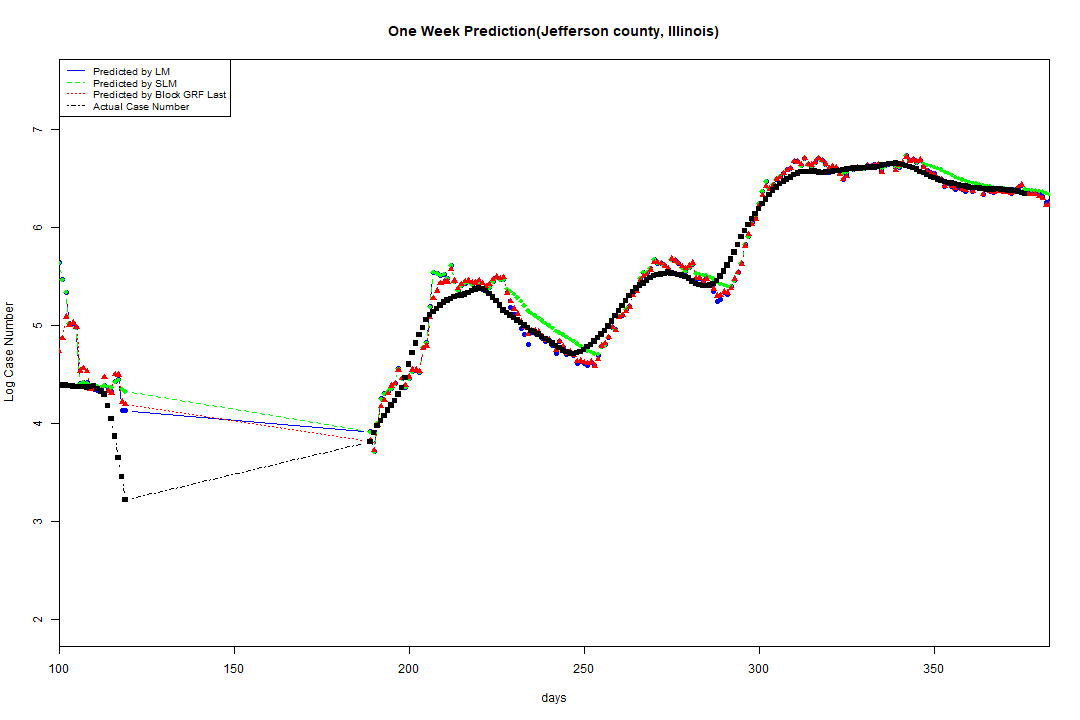 One Week Prediction(Jefferson county, Illinois)
Predicted by LM
Predicted by SLM
Predicted by Block GRF Last
Actual Case Number
Log Case Number
7
6
5
4
3
2
100 150 200 250 300 350
days